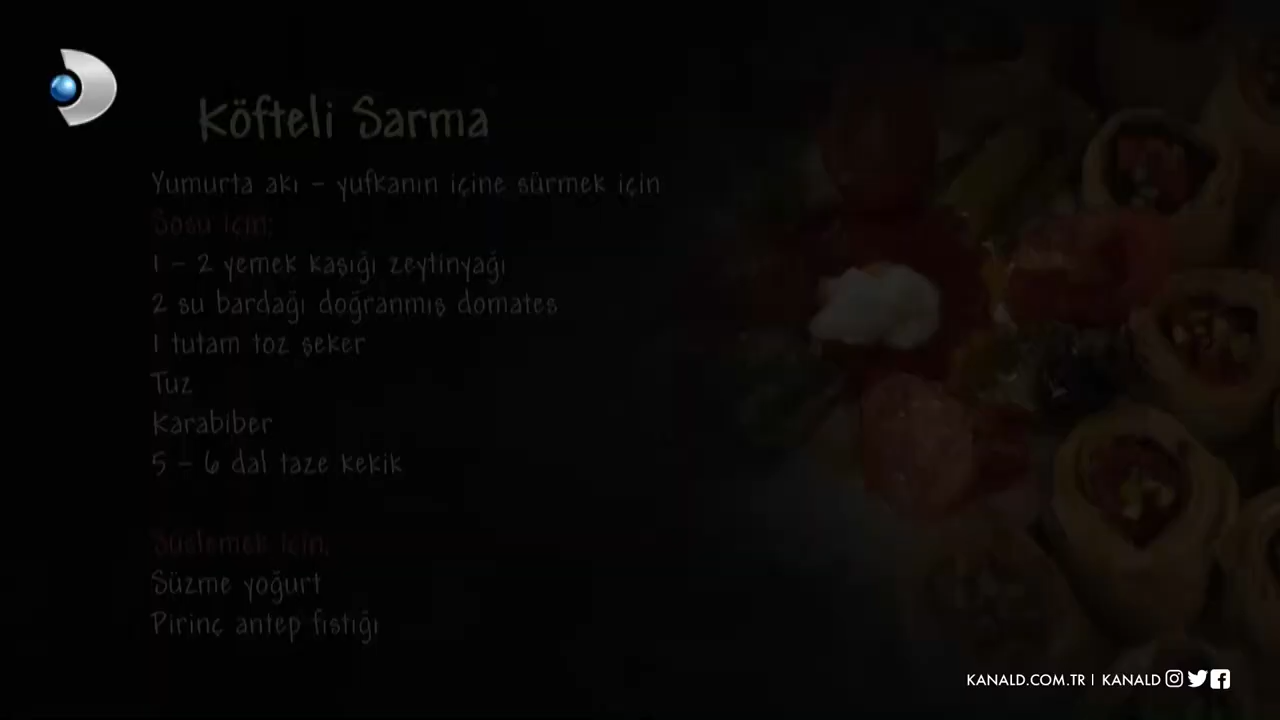 Köfteli Sarma
Yumurta akı – yufkanın içine sürmek için
Sosu için;
1 – 2 yemek kaşığı zeytinyağı
2 su bardağı doğranmış domates
1 tutam toz şeker
Tuz
Karabiber
5 – 6 dal taze kekik
Süslemek için;
Süzme yoğurt
Pirinç antep fıstığı
KANALD.COM.TR | KANALD